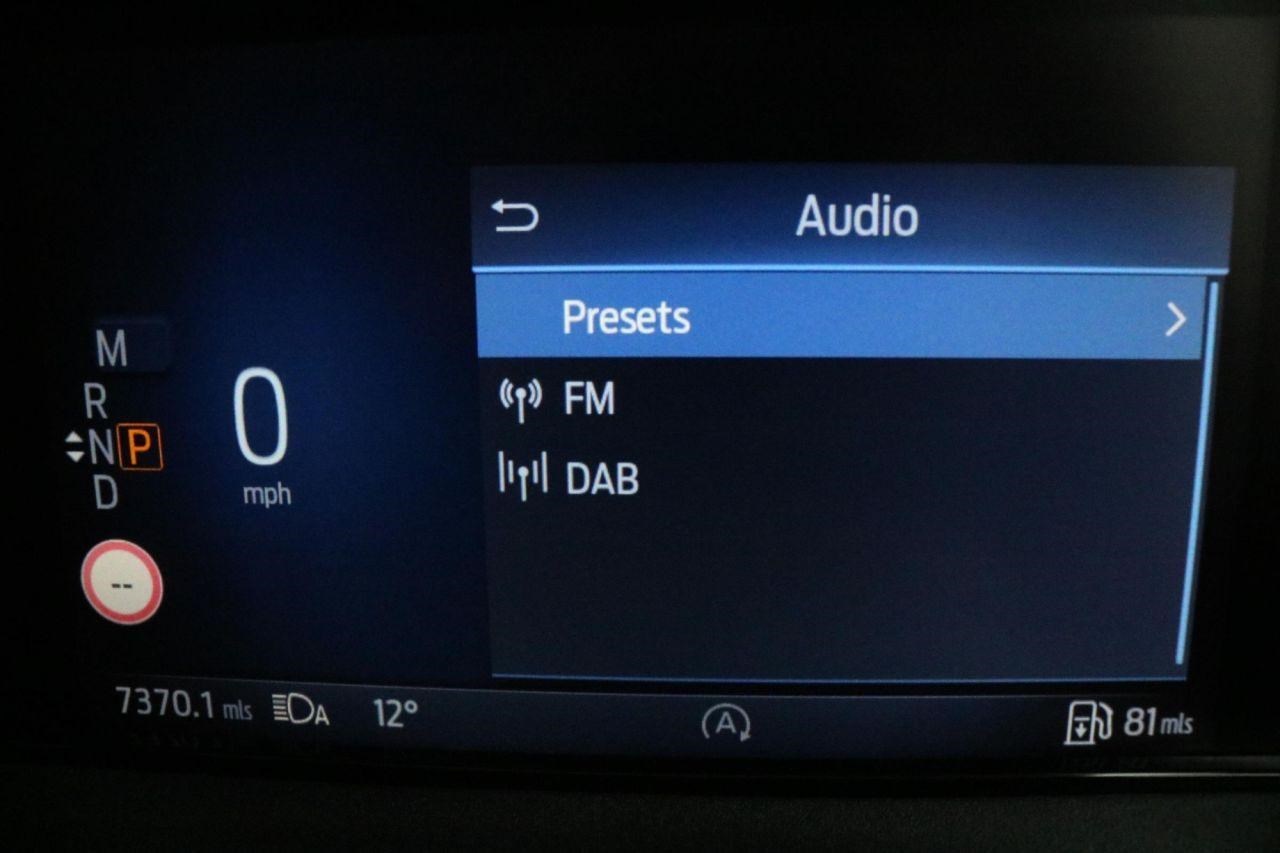 Audio
Presets
FM
DAB
M
R
N P
D
0
mph
--
7370.1 mls
A
12°
A
81 mls